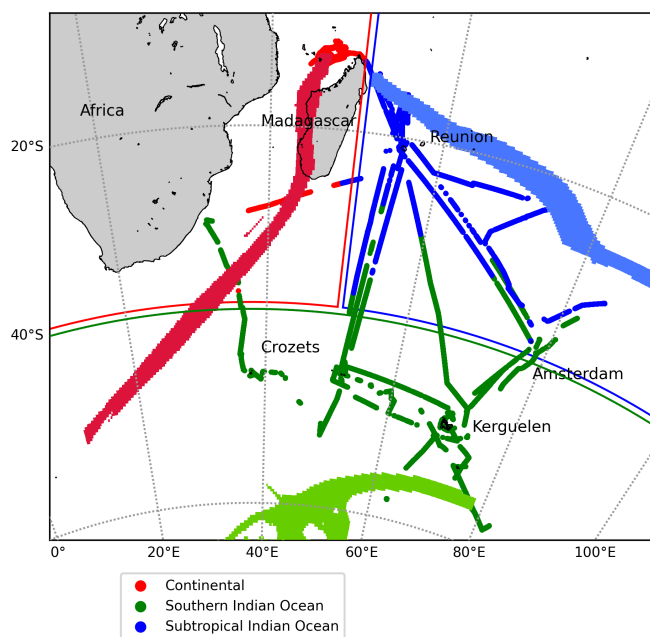 Africa
Madagascar
Reunion
20°S
40°S
Crozets
Amsterdam
Kerguelen
0° 20°E 40°E 60°E 80°E 100°E
Continental
Southern Indian Ocean
Subtropical Indian Ocean